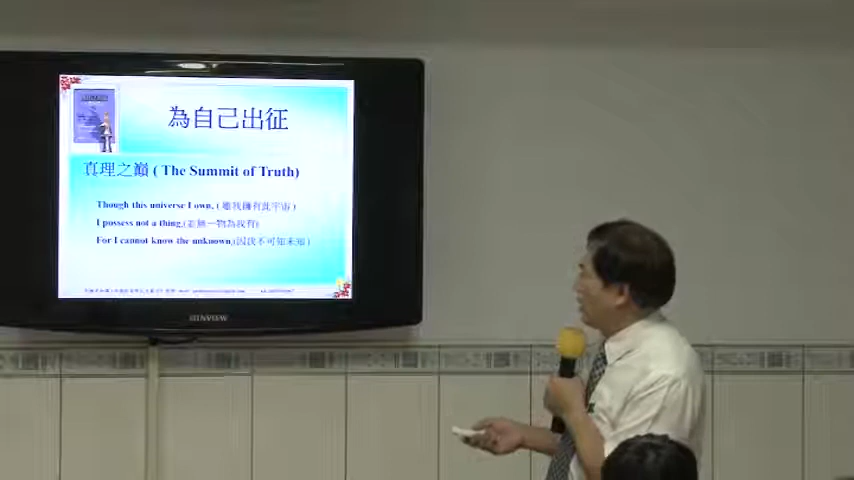 為自己出征
真理之巔 ( The Summit of Truth)
Though this universe I own, ( 雖我擁有此宇宙 )
I possess not a thing,(並無一物為我有)
For I cannot know the unknown,(因我不可知未知 )